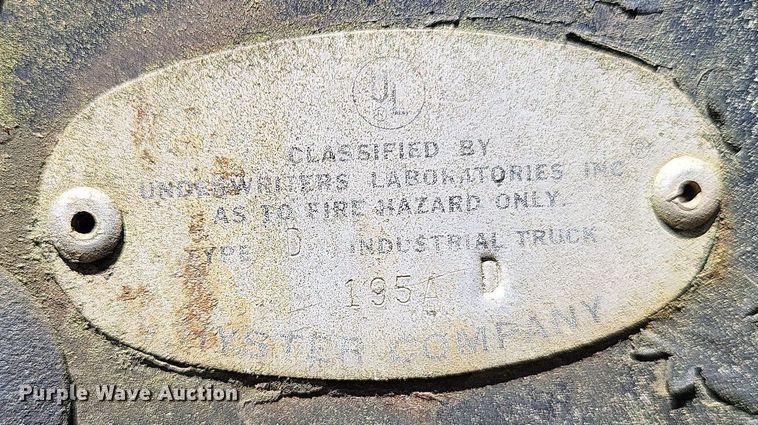 UL
®
CLASSIFIED BY
UNDERWRITERS LABORATORIES INC. ®
AS TO FIRE HAZARD ONLY.
TYPE D INDUSTRIAL TRUCK
195A D
HYSTER COMPANY
Purple Wave Auction